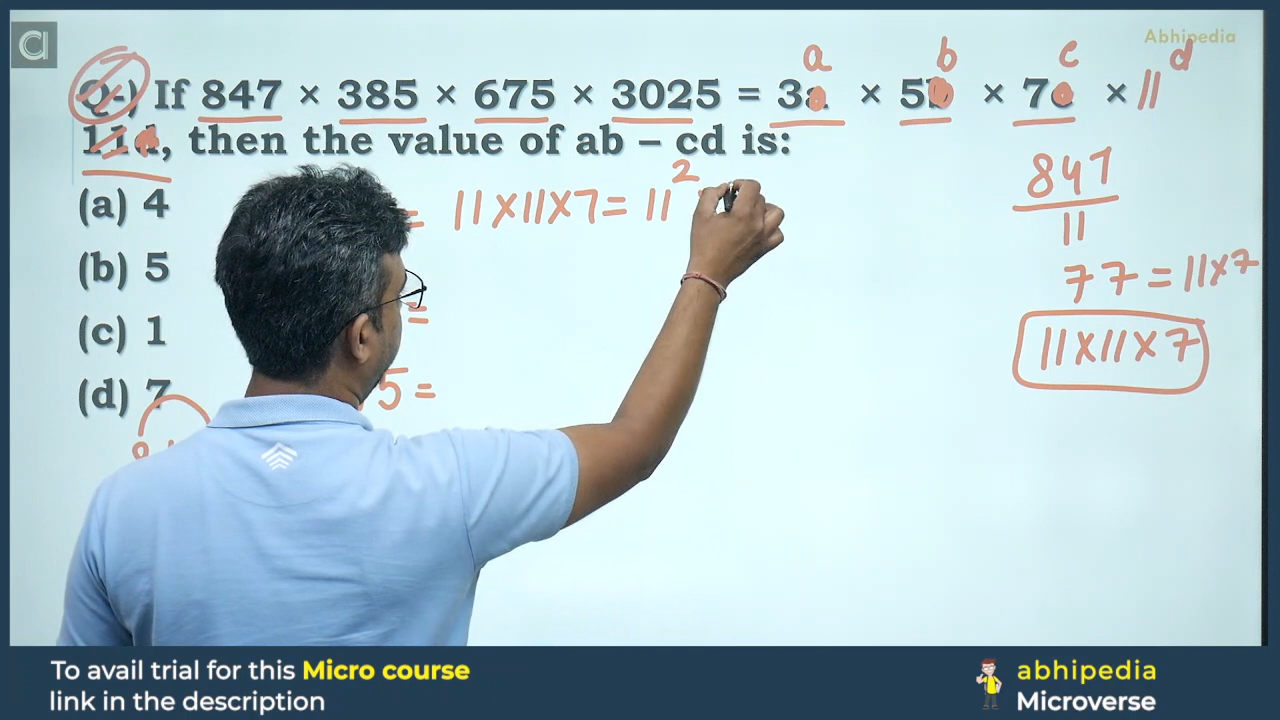 Abhipedia
a b c d
Q-) If 847 × 385 × 675 × 3025 = 3 × 5 × 7 × 11
11d, then the value of ab – cd is:
(a) 4
(b) 5
(c) 1
(d) 7
= 11×11×7 = 11²
=
5 =
847
11
77 = 11×7
11×11×7
To avail trial for this Micro course
link in the description
abhipedia
Microverse